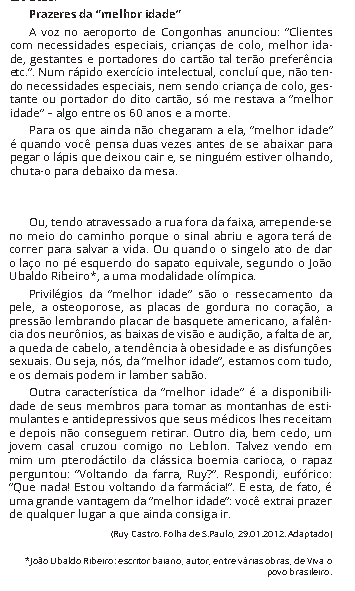 Prazeres da “melhor idade”
A voz no aeroporto de Congonhas anunciou: “Clientes
com necessidades especiais, crianças de colo, melhor ida-
de, gestantes e portadores do cartão tal terão preferência
etc.”. Num rápido exercício intelectual, concluí que, não ten-
do necessidades especiais, nem sendo criança de colo, ges-
tante ou portador do dito cartão, só me restava a “melhor
idade” – algo entre os 60 anos e a morte.
Para os que ainda não chegaram a ela, “melhor idade”
é quando você pensa duas vezes antes de se abaixar para
pegar o lápis que deixou cair e, se ninguém estiver olhando,
chuta-o para debaixo da mesa.
Ou, tendo atravessado a rua fora da faixa, arrepende-se
no meio do caminho porque o sinal abriu e agora terá de
correr para salvar a vida. Ou quando o singelo ato de dar
o laço no pé esquerdo do sapato equivale, segundo o João
Ubaldo Ribeiro*, a uma modalidade olímpica.
Privilégios da “melhor idade” são o ressecamento da
pele, a osteoporose, as placas de gordura no coração, a
pressão lembrando placar de basquete americano, a falên-
cia dos neurônios, as baixas de visão e audição, a falta de ar,
a queda de cabelo, a tendência à obesidade e as disfunções
sexuais. Ou seja, nós, da “melhor idade”, estamos com tudo,
e os demais podem ir lamber sabão.
Outra característica da “melhor idade” é a disponibili-
dade de seus membros para tomar as montanhas de esti-
mulantes e antidepressivos que seus médicos lhes receitam
e depois não conseguem retirar. Outro dia, bem cedo, um
jovem casal cruzou comigo no Leblon. Talvez vendo em
mim um pterodáctilo da clássica boemia carioca, o rapaz
perguntou: “Voltando da farra, Ruy?”. Respondi, eufórico:
“Que nada! Estou voltando da farmácia!”. E esta, de fato, é
uma grande vantagem da “melhor idade”: você extrai prazer
de qualquer lugar a que ainda consiga ir.
(Ruy Castro. Folha de S.Paulo, 29.01.2012. Adaptado)
*João Ubaldo Ribeiro: escritor baiano, autor, entre várias obras, de Viva o
povo brasileiro.